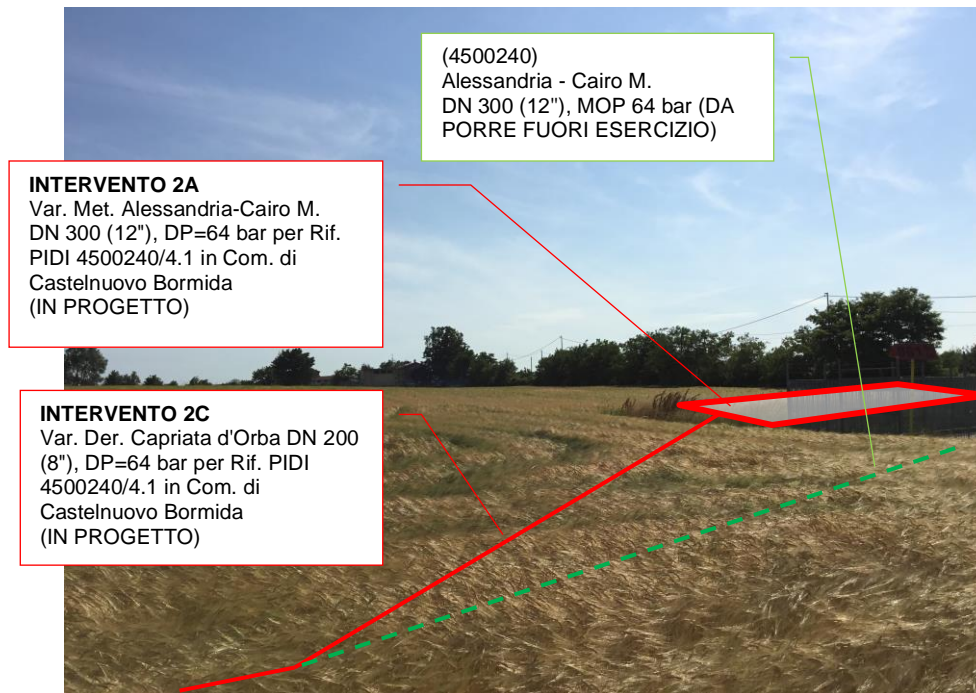 (4500240)
Alessandria - Cairo M.
DN 300 (12"), MOP 64 bar (DA
PORRE FUORI ESERCIZIO)
INTERVENTO 2A
Var. Met. Alessandria-Cairo M.
DN 300 (12"), DP=64 bar per Rif.
PIDI 4500240/4.1 in Com. di
Castelnuovo Bormida
(IN PROGETTO)
INTERVENTO 2C
Var. Der. Capriata d'Orba DN 200
(8"), DP=64 bar per Rif. PIDI
4500240/4.1 in Com. di
Castelnuovo Bormida
(IN PROGETTO)